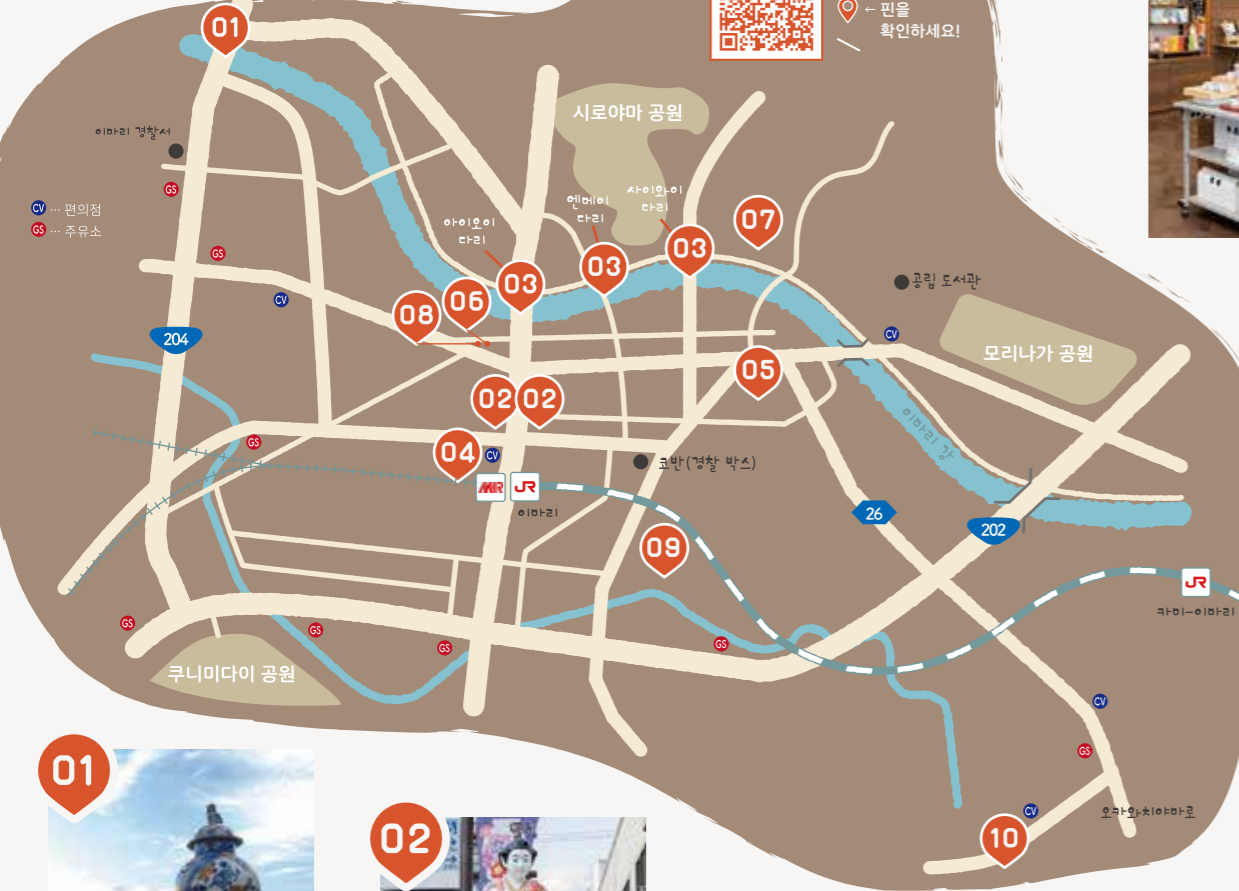 01
← 핀을
확인하세요!
이마리 경찰서
GS
CV ··· 편의점
GS ··· 주유소
GS
CV
204
시로야마 공원
아이오이
다리
엔메이
다리
사이와이
다리
03
03
03
07
06
08
공립 도서관
CV
모리나가 공원
05
02
02
이마리 강
04
CV
GS
코반(경찰 박스)
MR
JR
이마리
26
202
09
JR
카미-이마리
GS
GS
GS
GS
쿠니미다이 공원
CV
GS
CV
오카와치야마로
10
01
02